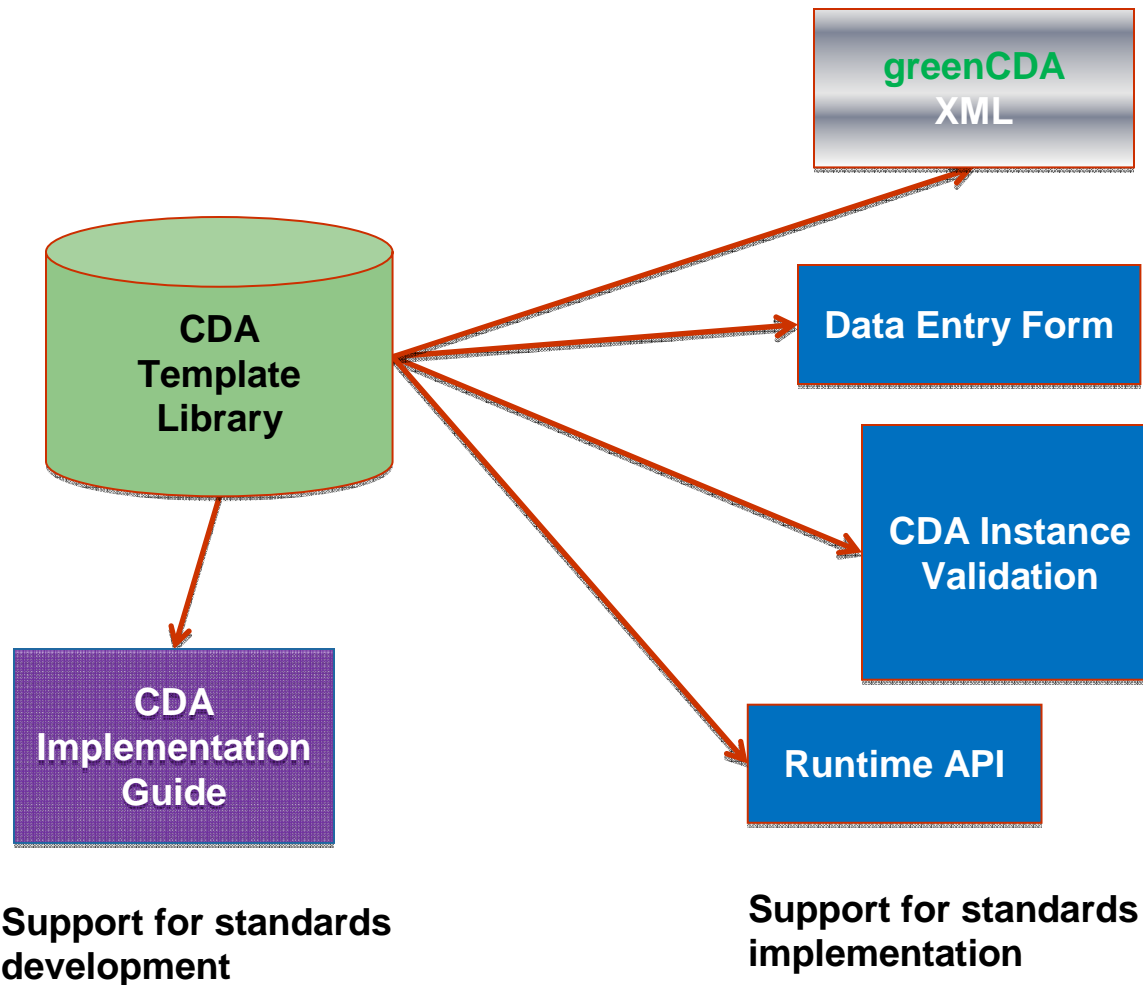 greenCDA
XML
CDA
Template
Library
Data Entry Form
CDA Instance
Validation
CDA
Implementation
Guide
Runtime API
Support for standards
development
Support for standards
implementation